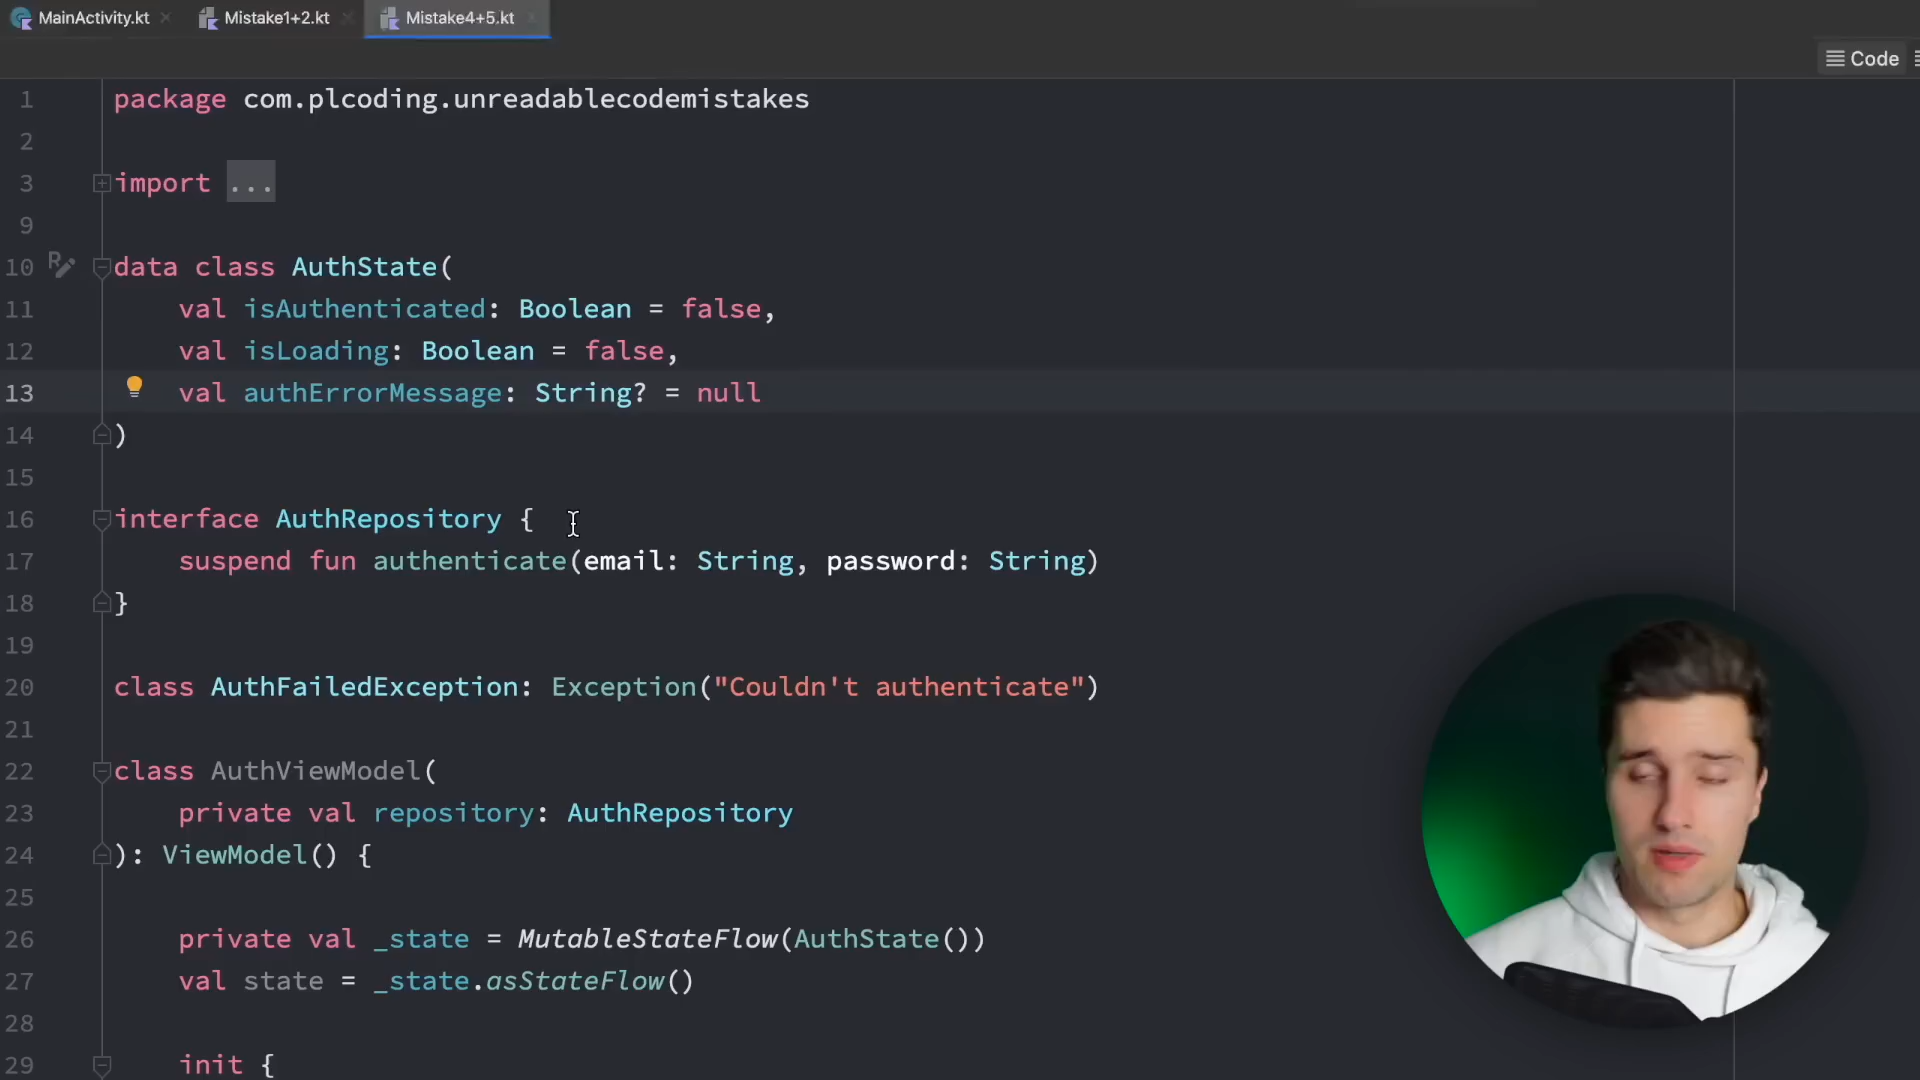 MainActivity.kt Mistake1+2.kt Mistake4+5.kt
Code
1 package com.plcoding.unreadablecodemistakes
2
3 import ...
9
10 data class AuthState(
11 val isAuthenticated: Boolean = false,
12 val isLoading: Boolean = false,
13 val authErrorMessage: String? = null
14 )
15
16 interface AuthRepository {
17 suspend fun authenticate(email: String, password: String)
18 }
19
20 class AuthFailedException: Exception("Couldn't authenticate")
21
22 class AuthViewModel(
23 private val repository: AuthRepository
24 ): ViewModel() {
25
26 private val _state = MutableStateFlow(AuthState())
27 val state = _state.asStateFlow()
28
29 init {